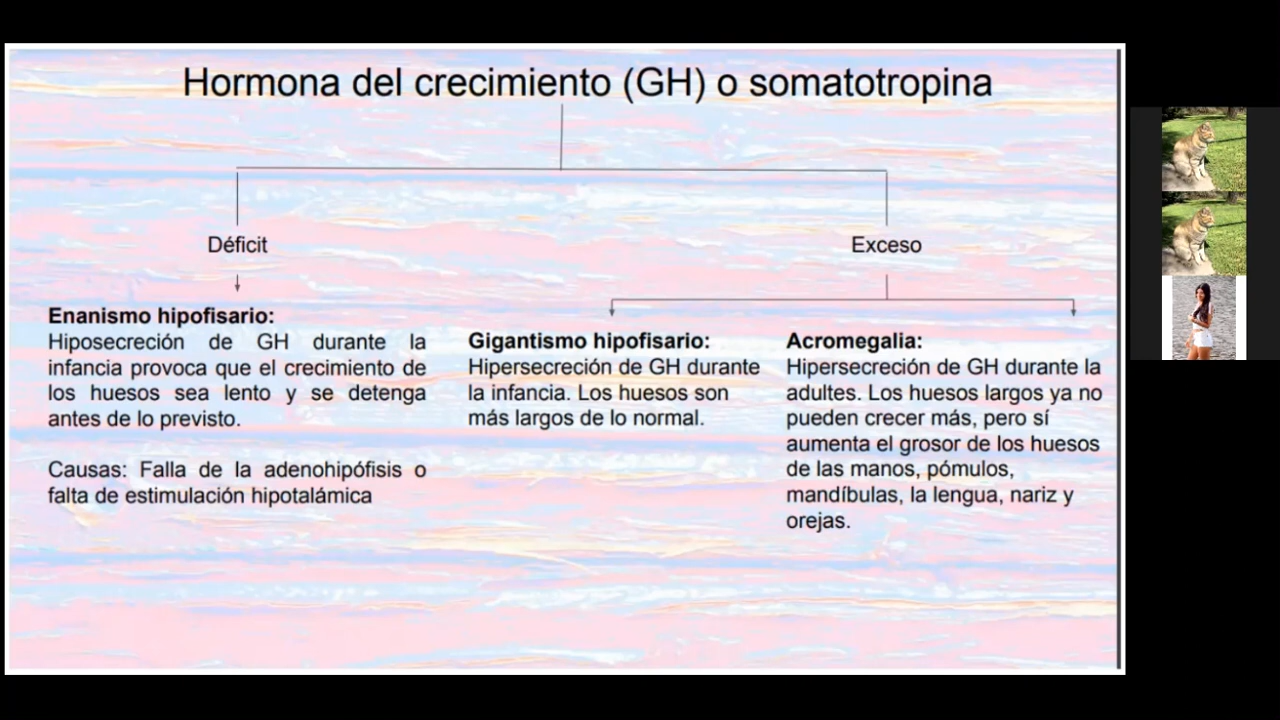 Hormona del crecimiento (GH) o somatotropina
Déficit
Exceso
Enanismo hipofisario:
Hiposecreción de GH durante la
infancia provoca que el crecimiento de
los huesos sea lento y se detenga
antes de lo previsto.
Causas: Falla de la adenohipófisis o
falta de estimulación hipotalámica
Gigantismo hipofisario:
Hipersecreción de GH durante
la infancia. Los huesos son
más largos de lo normal.
Acromegalia:
Hipersecreción de GH durante la
adultes. Los huesos largos ya no
pueden crecer más, pero sí
aumenta el grosor de los huesos
de las manos, pómulos,
mandíbulas, la lengua, nariz y
orejas.